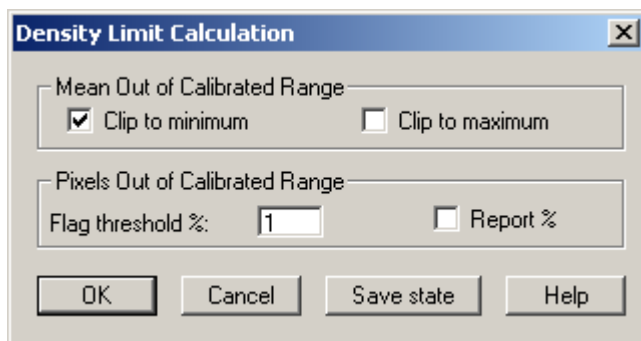 Density Limit Calculation
Mean Out of Calibrated Range
Clip to minimum Clip to maximum
Pixels Out of Calibrated Range
Flag threshold %: 1 Report %
OK Cancel Save state Help